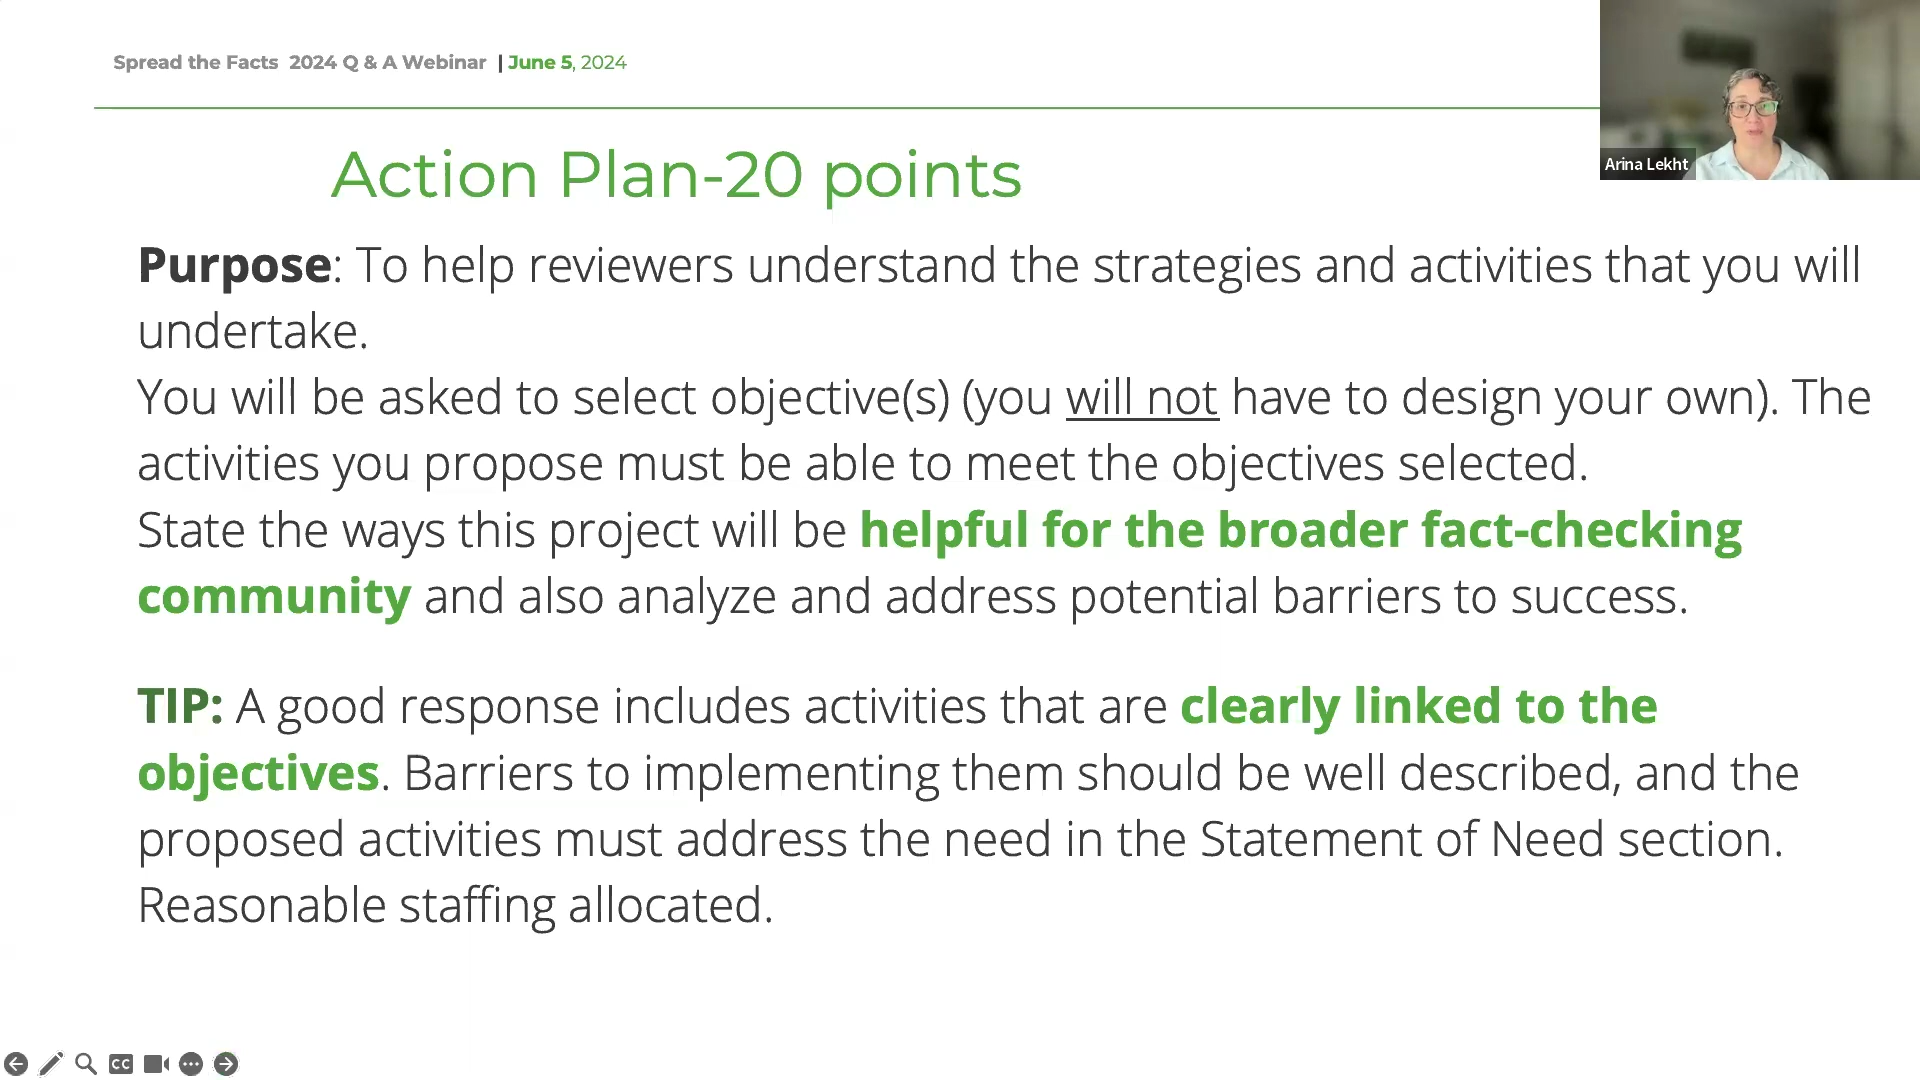 Spread the Facts  2024 Q & A Webinar  | June 5, 2024
Arina Lekht
Action Plan-20 points
Purpose: To help reviewers understand the strategies and activities that you will
undertake.
You will be asked to select objective(s) (you will not have to design your own). The
activities you propose must be able to meet the objectives selected.
State the ways this project will be helpful for the broader fact-checking
community and also analyze and address potential barriers to success.
TIP: A good response includes activities that are clearly linked to the
objectives. Barriers to implementing them should be well described, and the
proposed activities must address the need in the Statement of Need section.
Reasonable staffing allocated.
CC